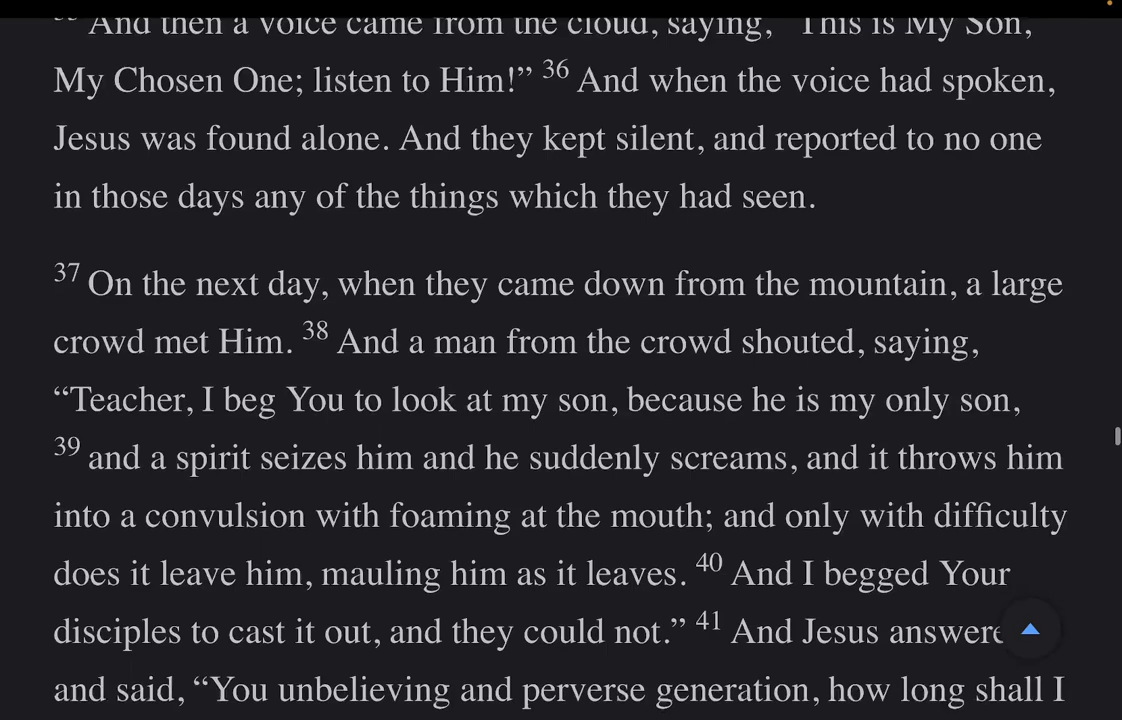 35 And then a voice came from the cloud, saying, “This is My Son,
My Chosen One; listen to Him!” 36 And when the voice had spoken,
Jesus was found alone. And they kept silent, and reported to no one
in those days any of the things which they had seen.
37 On the next day, when they came down from the mountain, a large
crowd met Him. 38 And a man from the crowd shouted, saying,
“Teacher, I beg You to look at my son, because he is my only son,
39 and a spirit seizes him and he suddenly screams, and it throws him
into a convulsion with foaming at the mouth; and only with difficulty
does it leave him, mauling him as it leaves. 40 And I begged Your
disciples to cast it out, and they could not.” 41 And Jesus answere
and said, “You unbelieving and perverse generation, how long shall I